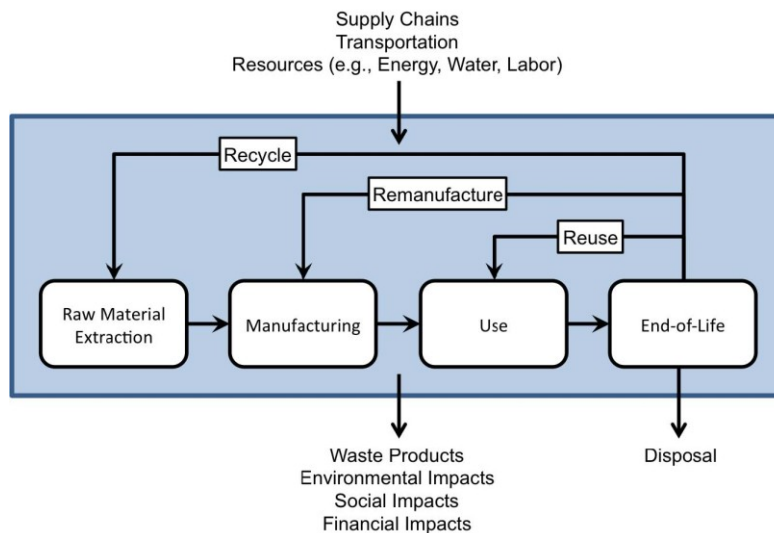 Supply Chains
Transportation
Resources (e.g., Energy, Water, Labor)
Recycle
Remanufacture
Reuse
Raw Material
Extraction
Manufacturing
Use
End-of-Life
Waste Products
Environmental Impacts
Social Impacts
Financial Impacts
Disposal